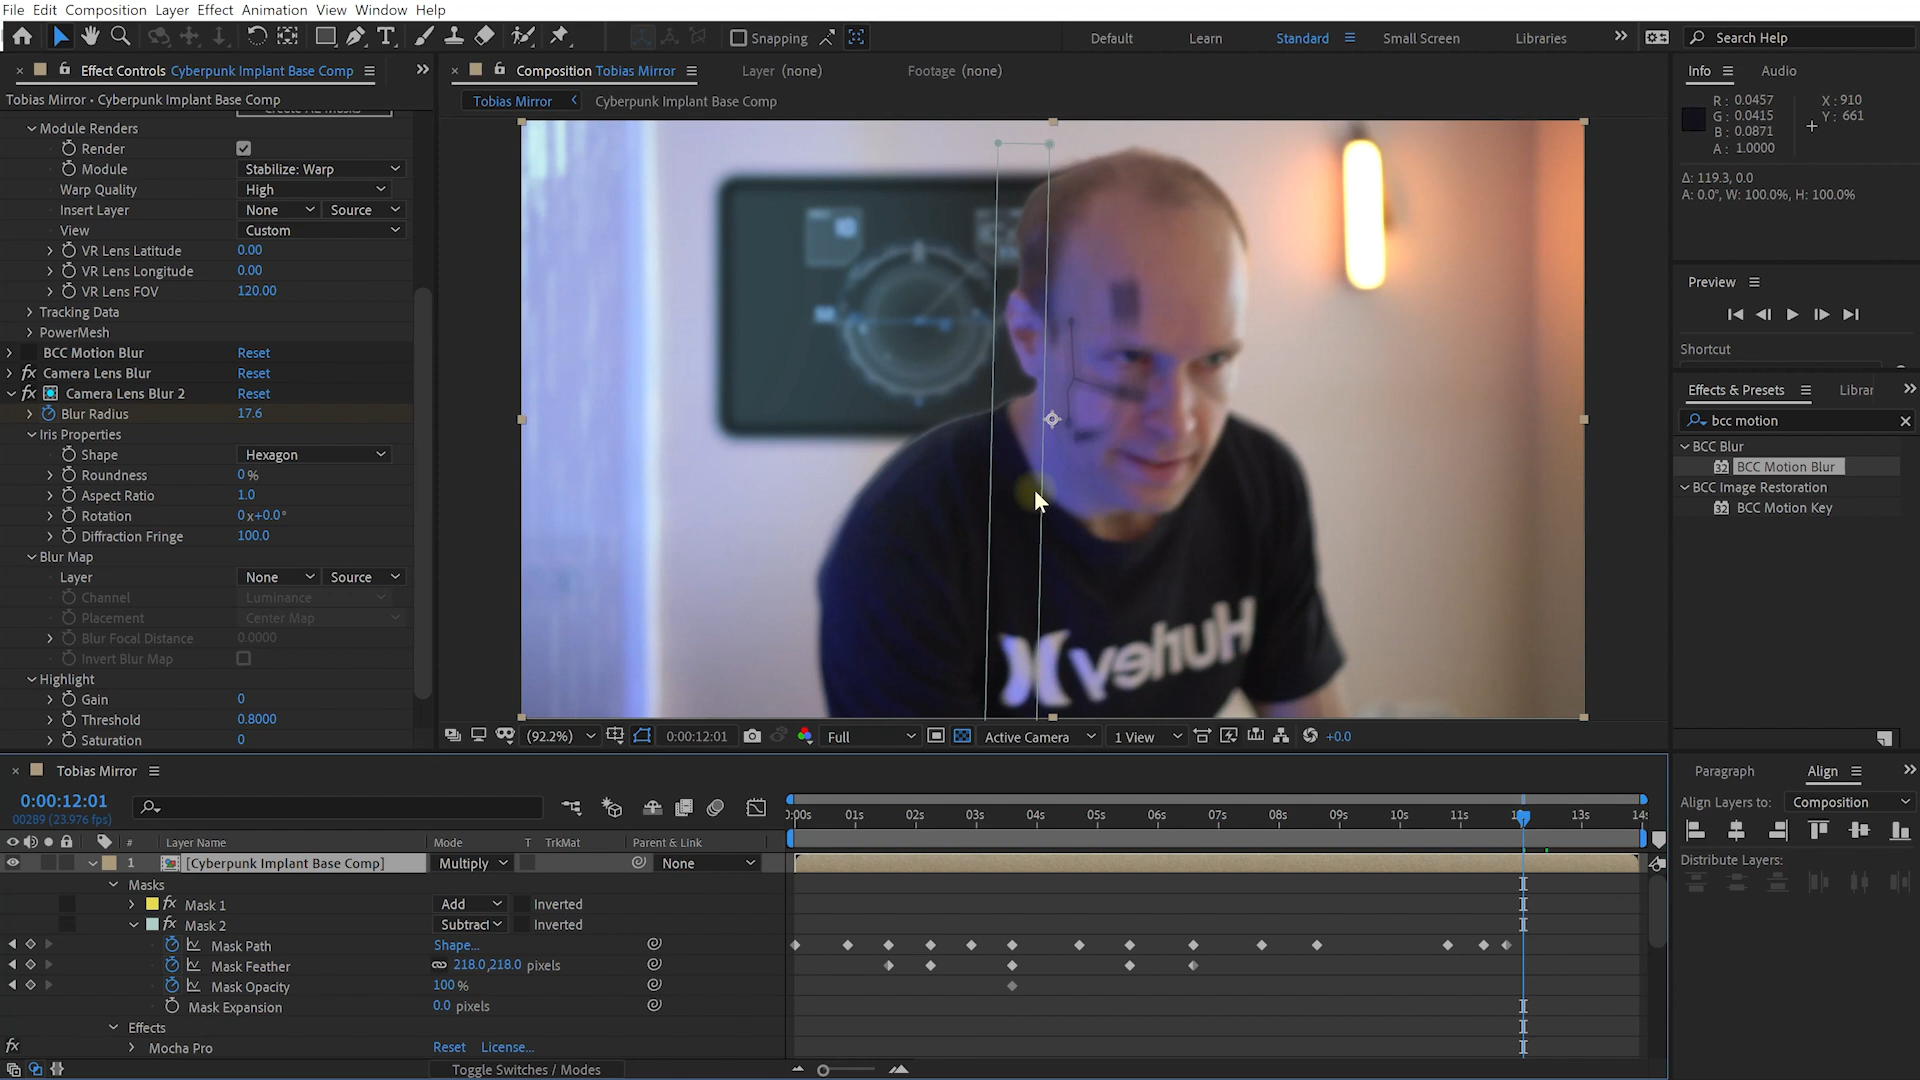 File Edit Composition Layer Effect Animation View Window Help
Snapping
Default Learn Standard Small Screen Libraries Search Help
Effect Controls Cyberpunk Implant Base Comp
Composition Tobias Mirror Layer (none) Footage (none)
Info Audio
Tobias Mirror • Cyberpunk Implant Base Comp
Tobias Mirror Cyberpunk Implant Base Comp
R : 0.0457
G : 0.0415
B : 0.0871
A : 1.0000
X : 910
Y : 661
Δ: 119.3, 0.0
A: 0.0°, W: 100.0%, H: 100.0%
Module Renders
Render
Module Stabilize: Warp
Warp Quality High
Insert Layer None Source
View Custom
VR Lens Latitude 0.00
VR Lens Longitude 0.00
VR Lens FOV 120.00
Tracking Data
PowerMesh
BCC Motion Blur Reset
fx Camera Lens Blur Reset
fx Camera Lens Blur 2 Reset
Blur Radius 17.6
Iris Properties
Shape Hexagon
Roundness 0 %
Aspect Ratio 1.0
Rotation 0 x+0.0°
Diffraction Fringe 100.0
Blur Map
Layer None Source
Channel Luminance
Placement Center Map
Blur Focal Distance 0.0000
Invert Blur Map
Highlight
Gain 0
Threshold 0.8000
Saturation 0
Hurley
Preview
Shortcut
Effects & Presets Librar
bcc motion
BCC Blur
32 BCC Motion Blur
BCC Image Restoration
32 BCC Motion Key
(92.2%) 0:00:12:01 Full Active Camera 1 View +0.0
Tobias Mirror
0:00:12:01
00289 (23.976 fps)
:00s 01s 02s 03s 04s 05s 06s 07s 08s 09s 10s 11s 13s 14s
# Layer Name Mode T TrkMat Parent & Link
1 [Cyberpunk Implant Base Comp] Multiply None
Masks
fx Mask 1 Add Inverted
fx Mask 2 Subtract Inverted
Mask Path Shape...
Mask Feather 218.0,218.0 pixels
Mask Opacity 100 %
Mask Expansion 0.0 pixels
Effects
fx Mocha Pro Reset License...
Toggle Switches / Modes
Paragraph Align
Align Layers to: Composition
Distribute Layers: